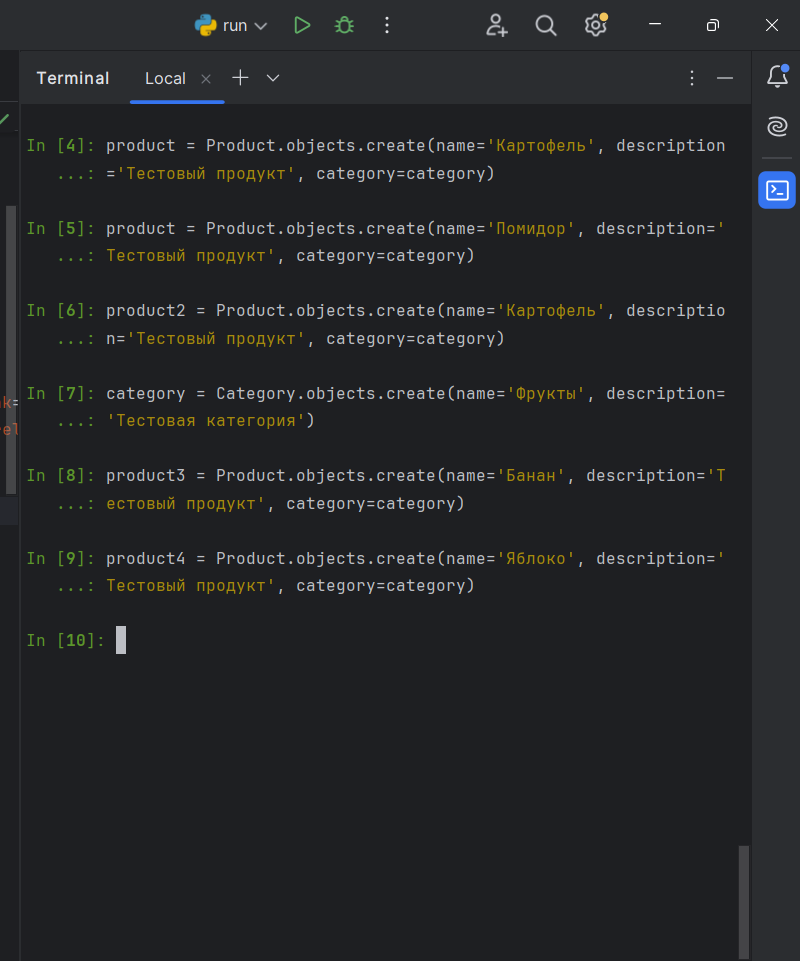 run
Terminal Local
In [4]: product = Product.objects.create(name='Картофель', description
...: ='Тестовый продукт', category=category)
In [5]: product = Product.objects.create(name='Помидор', description='
...: Тестовый продукт', category=category)
In [6]: product2 = Product.objects.create(name='Картофель', descriptio
...: n='Тестовый продукт', category=category)
In [7]: category = Category.objects.create(name='Фрукты', description=
...: 'Тестовая категория')
In [8]: product3 = Product.objects.create(name='Банан', description='Т
...: естовый продукт', category=category)
In [9]: product4 = Product.objects.create(name='Яблоко', description='
...: Тестовый продукт', category=category)
In [10]: